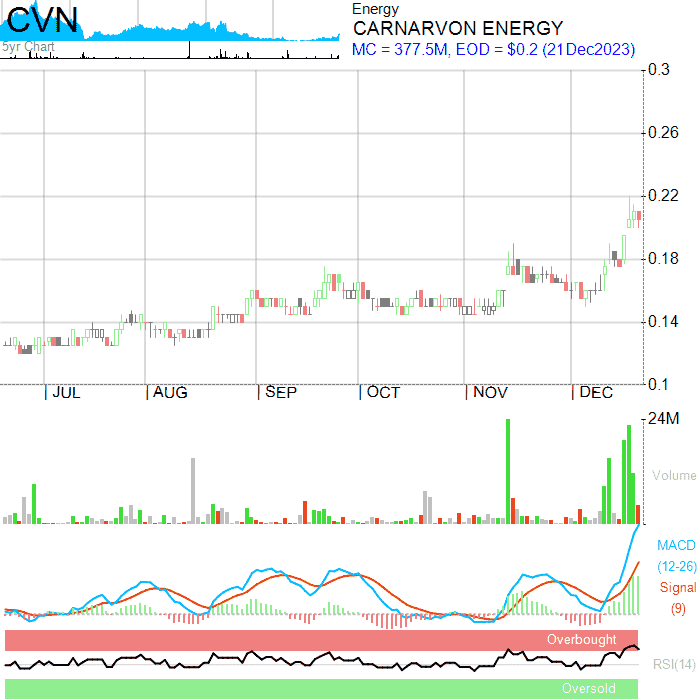 CVN
5yr Chart
Energy
CARNARVON ENERGY
MC = 377.5M, EOD = $0.2 (21Dec2023)
0.3
0.26
0.22
0.18
0.14
0.1
JUL AUG SEP OCT NOV DEC
24M
Volume
MACD
(12-26)
Signal
(9)
Overbought
RSI(14)
Oversold